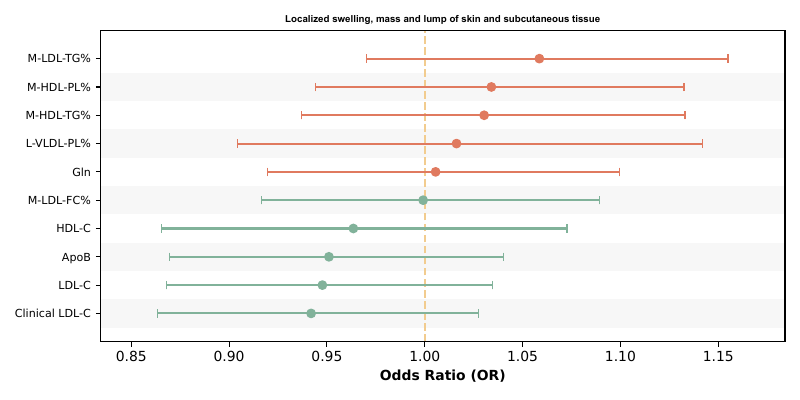 Localized swelling, mass and lump of skin and subcutaneous tissue
M-LDL-TG%
M-HDL-PL%
M-HDL-TG%
L-VLDL-PL%
Gln
M-LDL-FC%
HDL-C
ApoB
LDL-C
Clinical LDL-C
0.85 0.90 0.95 1.00 1.05 1.10 1.15
Odds Ratio (OR)